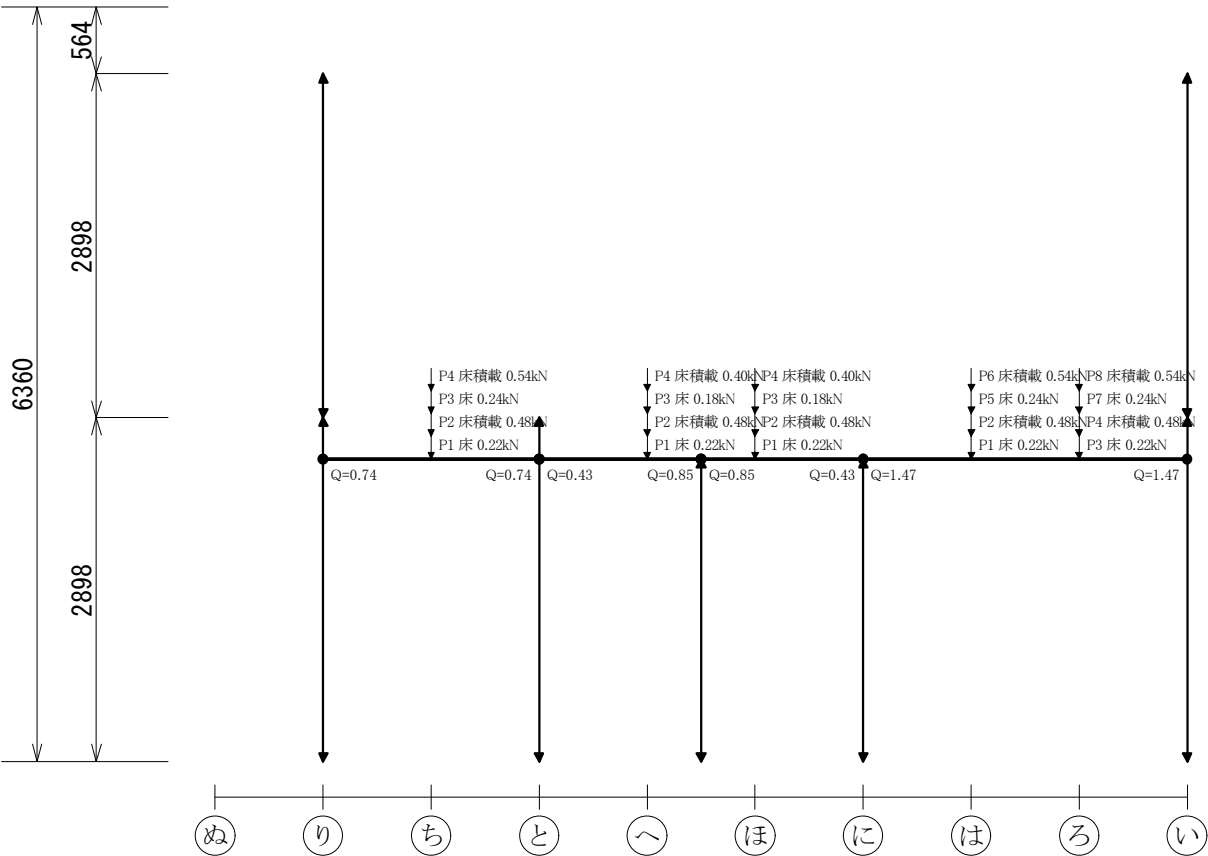 564
2898
6360
2898
P4 床積載 0.54kN
P3 床 0.24kN
P2 床積載 0.48kN
P1 床 0.22kN
P4 床積載 0.40kN
P3 床 0.18kN
P2 床積載 0.48kN
P1 床 0.22kN
P4 床積載 0.40kN
P3 床 0.18kN
P2 床積載 0.48kN
P1 床 0.22kN
P6 床積載 0.54kN
P5 床 0.24kN
P2 床積載 0.48kN
P1 床 0.22kN
P8 床積載 0.54kN
P7 床 0.24kN
P4 床積載 0.48kN
P3 床 0.22kN
Q=0.74 Q=0.74 Q=0.43 Q=0.85 Q=0.85 Q=0.43 Q=1.47 Q=1.47
ぬ り ち と へ ほ に は ろ い